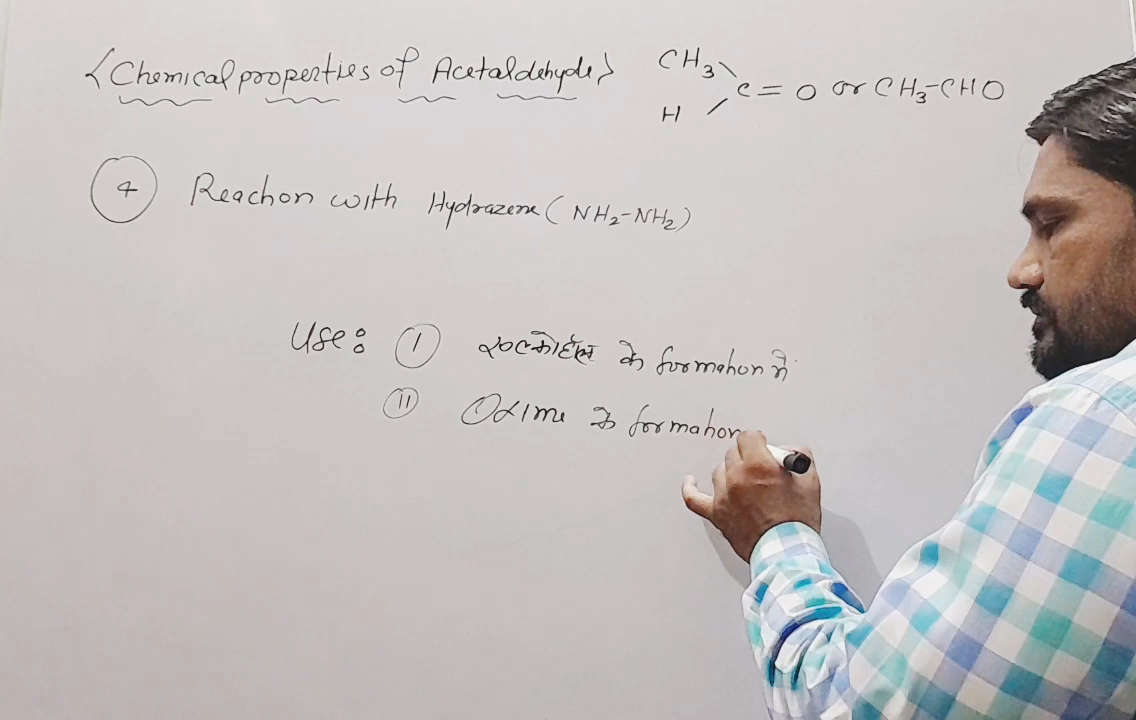 <Chemical properties of Acetaldehyde> CH3
H C=O or CH3-CHO
4 Reaction with Hydrazene (NH2-NH2)
Use: (i) एल्कोहॉल के formation में
(ii) Oxime के formation